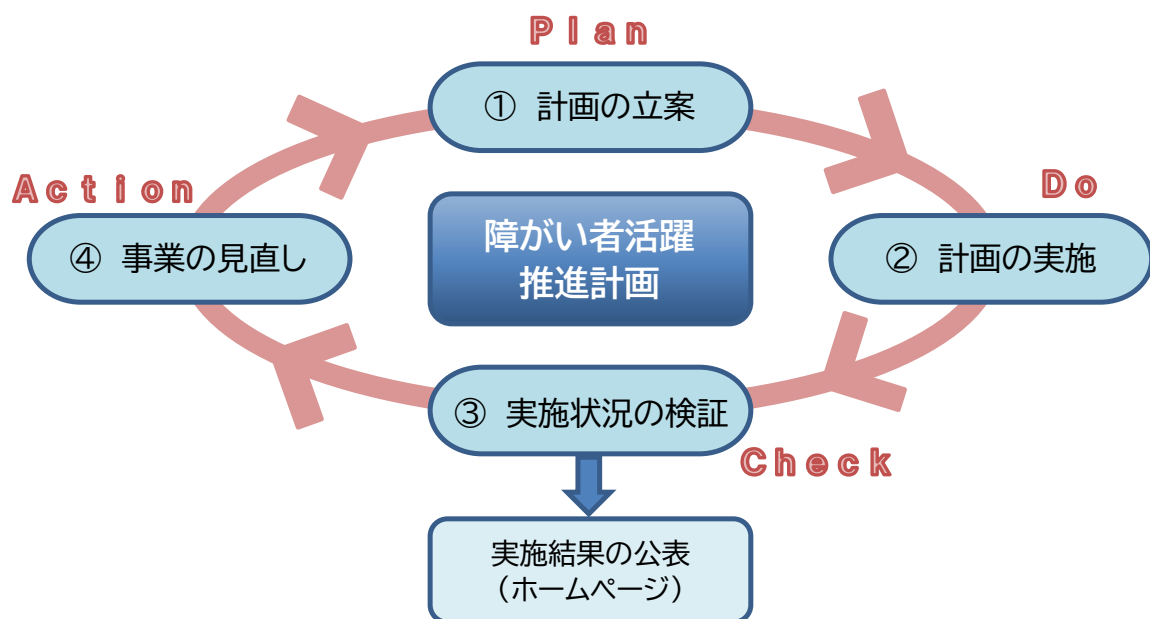 Ｐｌａｎ
① 計画の立案
Ａｃｔｉｏｎ
Ｄｏ
④ 事業の見直し
障がい者活躍
推進計画
② 計画の実施
③ 実施状況の検証
Ｃｈｅｃｋ
実施結果の公表
（ホームページ）